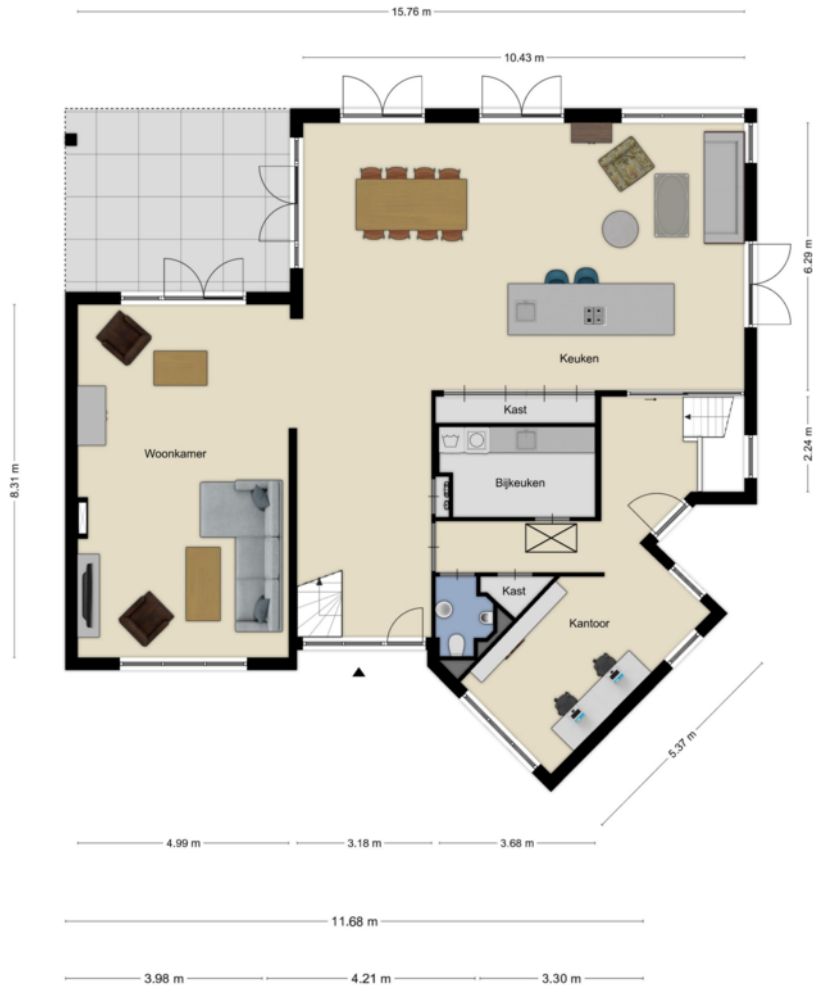 15.76 m
10.43 m
6.29 m
Keuken
Kast
2.24 m
Woonkamer
8.31 m
Bijkeuken
Kast
Kantoor
5.37 m
4.99 m
3.18 m
3.68 m
11.68 m
3.98 m
4.21 m
3.30 m